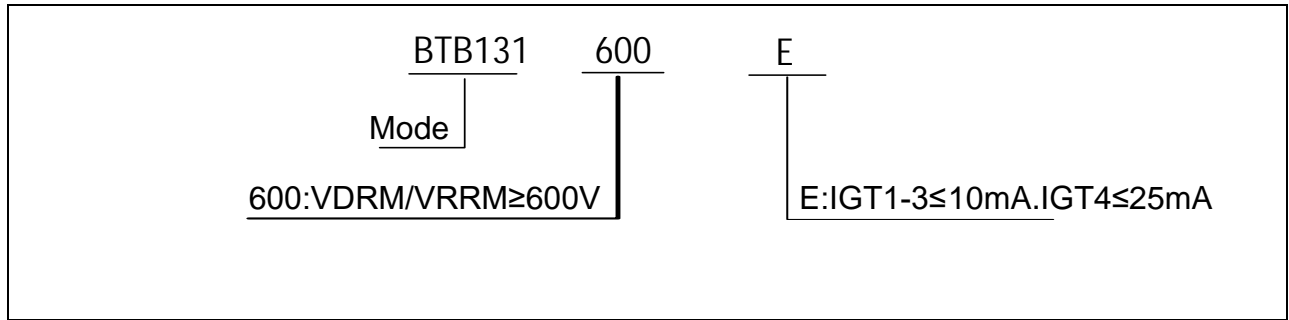 BTB131 600 E
Mode
600:VDRM/VRRM≥600V E:IGT1-3≤10mA.IGT4≤25mA